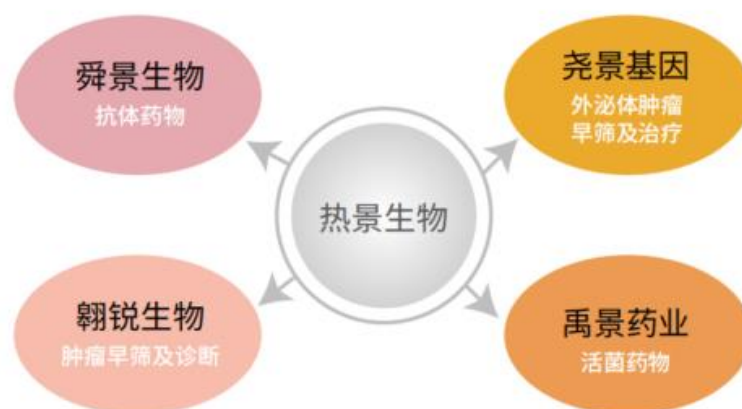 舜景生物
抗体药物
尧景基因
外泌体肿瘤
早筛及治疗
热景生物
翱锐生物
肿瘤早筛及诊断
禹景药业
活菌药物